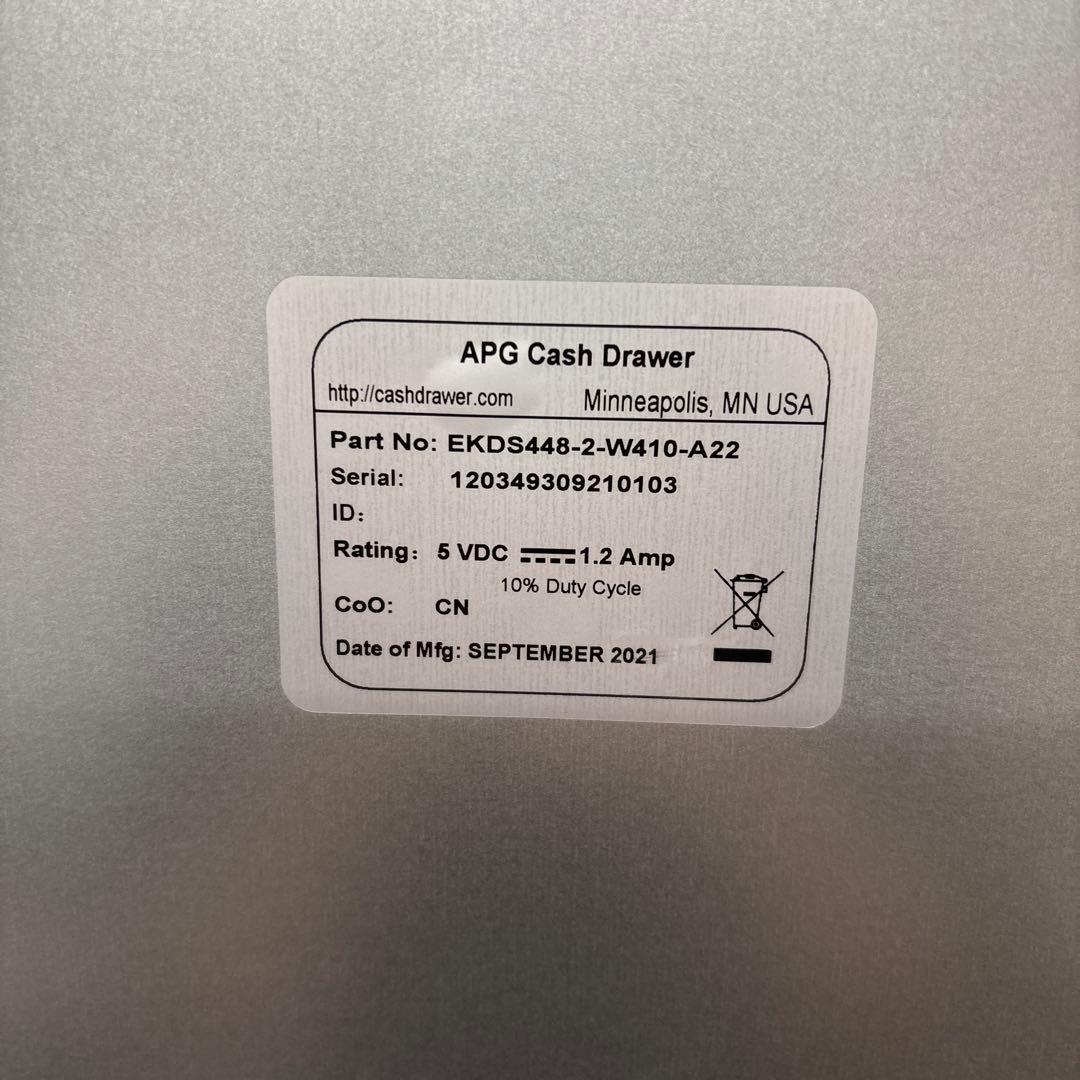 APG Cash Drawer
http://cashdrawer.com Minneapolis, MN USA
Part No: EKDS448-2-W410-A22
Serial: 120349309210103
ID:
Rating: 5 VDC 1.2 Amp
10% Duty Cycle
CoO: CN
Date of Mfg: SEPTEMBER 2021